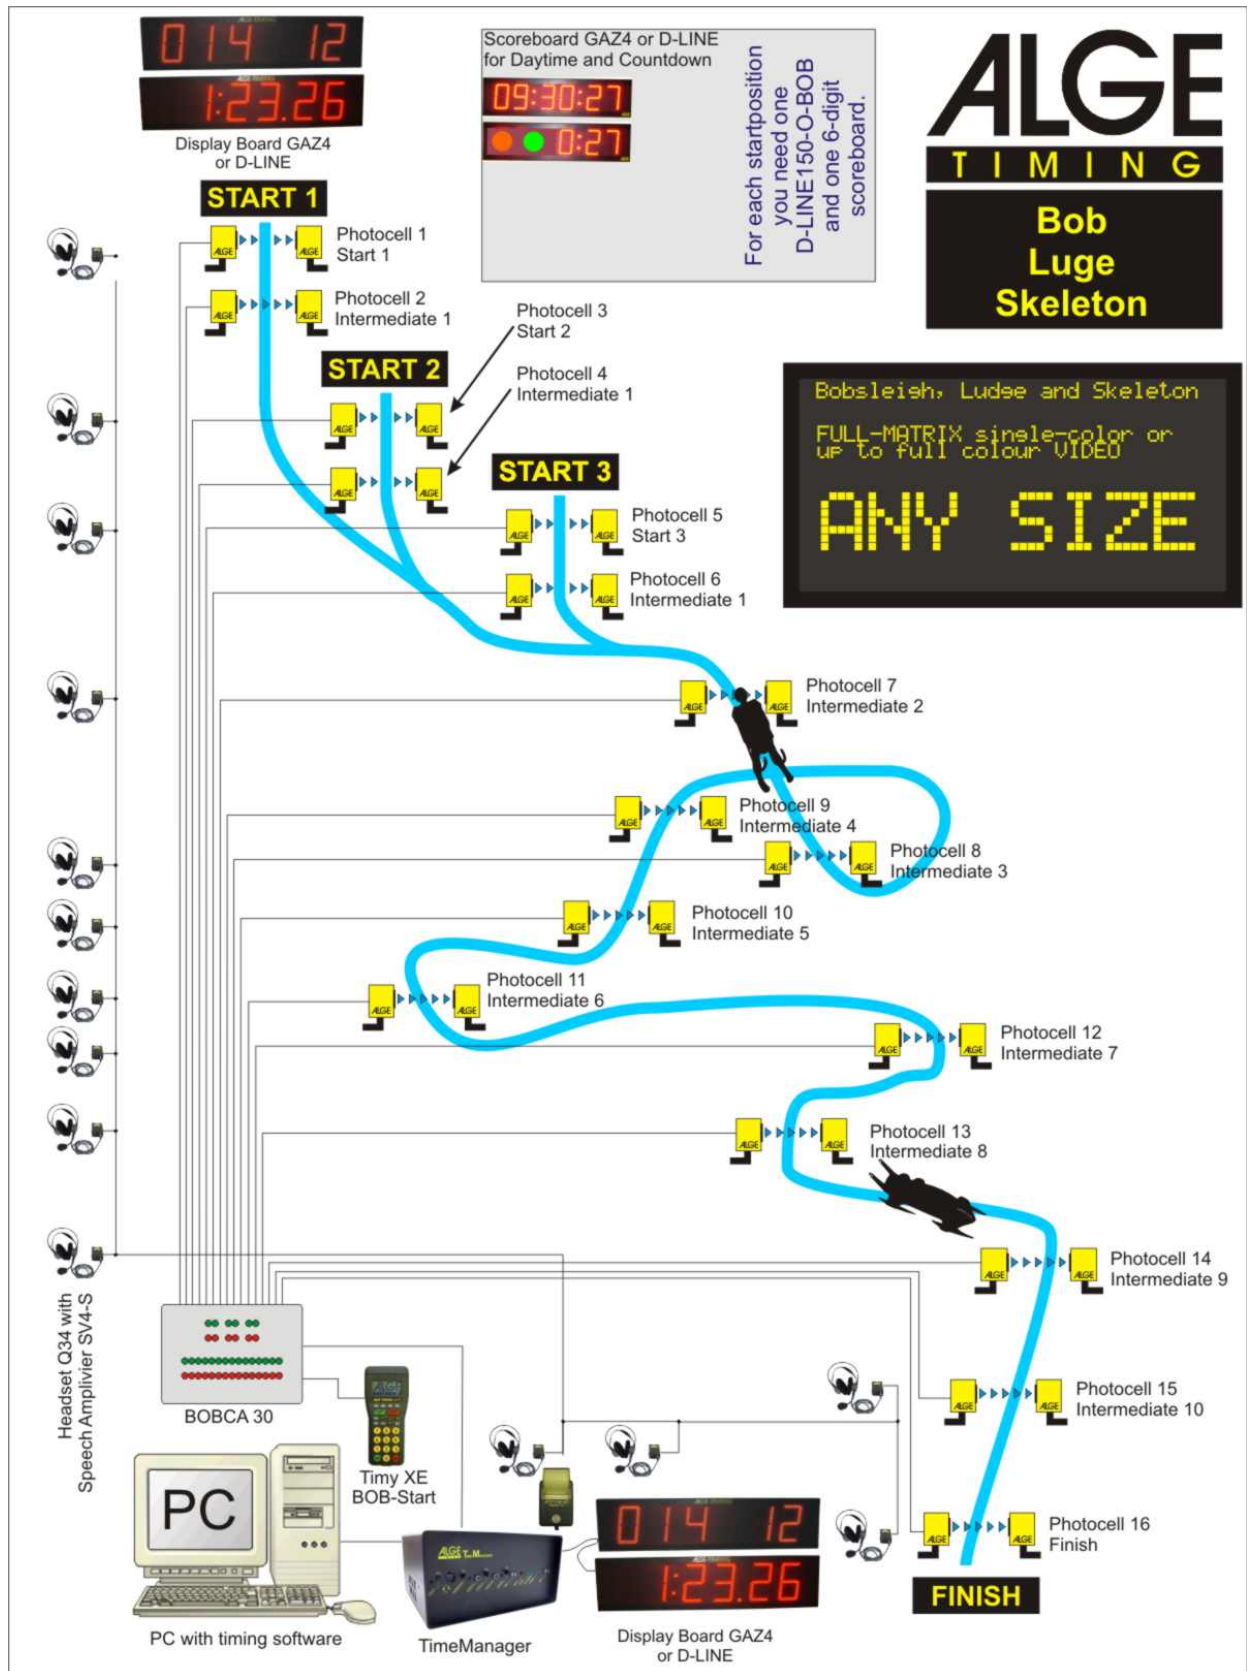 014 12
1:23.26
Display Board GAZ4
or D-LINE
Scoreboard GAZ4 or D-LINE
for Daytime and Countdown
09:30:27
0:27
For each startposition
you need one
D-LINE150-O-BOB
and one 6-digit
scoreboard.
ALGE
TIMING
Bob
Luge
Skeleton
START 1
Photocell 1
Start 1
Photocell 2
Intermediate 1
START 2
Photocell 3
Start 2
Photocell 4
Intermediate 1
START 3
Photocell 5
Start 3
Photocell 6
Intermediate 1
Bobsleigh, Ludge and Skeleton
FULL-MATRIX single-color or
up to full colour VIDEO
ANY SIZE
Photocell 7
Intermediate 2
Photocell 9
Intermediate 4
Photocell 8
Intermediate 3
Photocell 10
Intermediate 5
Photocell 11
Intermediate 6
Photocell 12
Intermediate 7
Photocell 13
Intermediate 8
Photocell 14
Intermediate 9
Photocell 15
Intermediate 10
Photocell 16
Finish
FINISH
Headset Q34 with
Speech Amplivier SV4-S
BOBCA 30
Timy XE
BOB-Start
PC
PC with timing software
ALGE TimeManager
TimeManager
014 12
1:23.26
Display Board GAZ4
or D-LINE